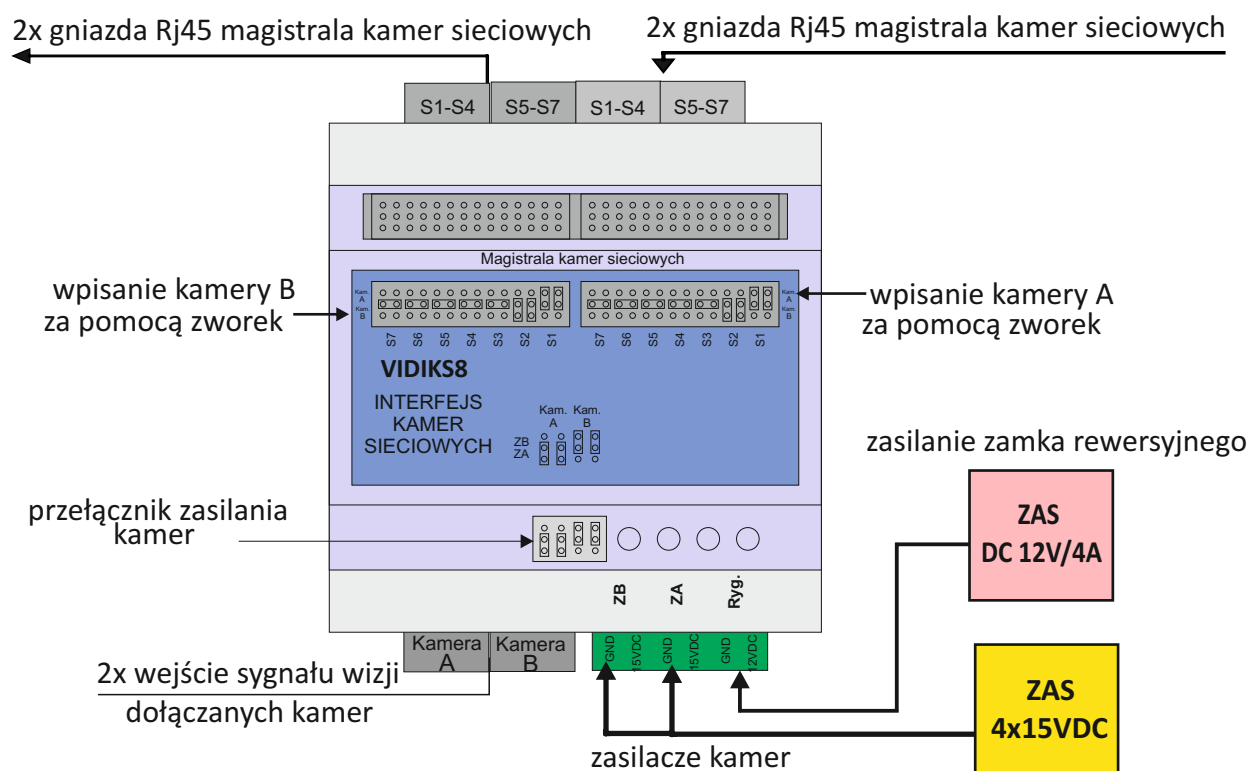 2x gniazda Rj45 magistrala kamer sieciowych
2x gniazda Rj45 magistrala kamer sieciowych
S1-S4 S5-S7 S1-S4 S5-S7
Magistrala kamer sieciowych
wpisanie kamery B
za pomocą zworek
Kam.
A
Kam.
B
Kam.
A
Kam.
B
wpisanie kamery A
za pomocą zworek
S7 S6 S5 S4 S3 S2 S1
S7 S6 S5 S4 S3 S2 S1
VIDIKS8
INTERFEJS
KAMER
SIECIOWYCH
Kam. Kam.
A B
ZB
ZA
zasilanie zamka rewersyjnego
przełącznik zasilania
kamer
ZAS
DC 12V/4A
ZB ZA Ryg.
Kamera
A
Kamera
B
GND 15VDC GND 15VDC GND 12VDC
2x wejście sygnału wizji
dołączanych kamer
ZAS
4x15VDC
zasilacze kamer